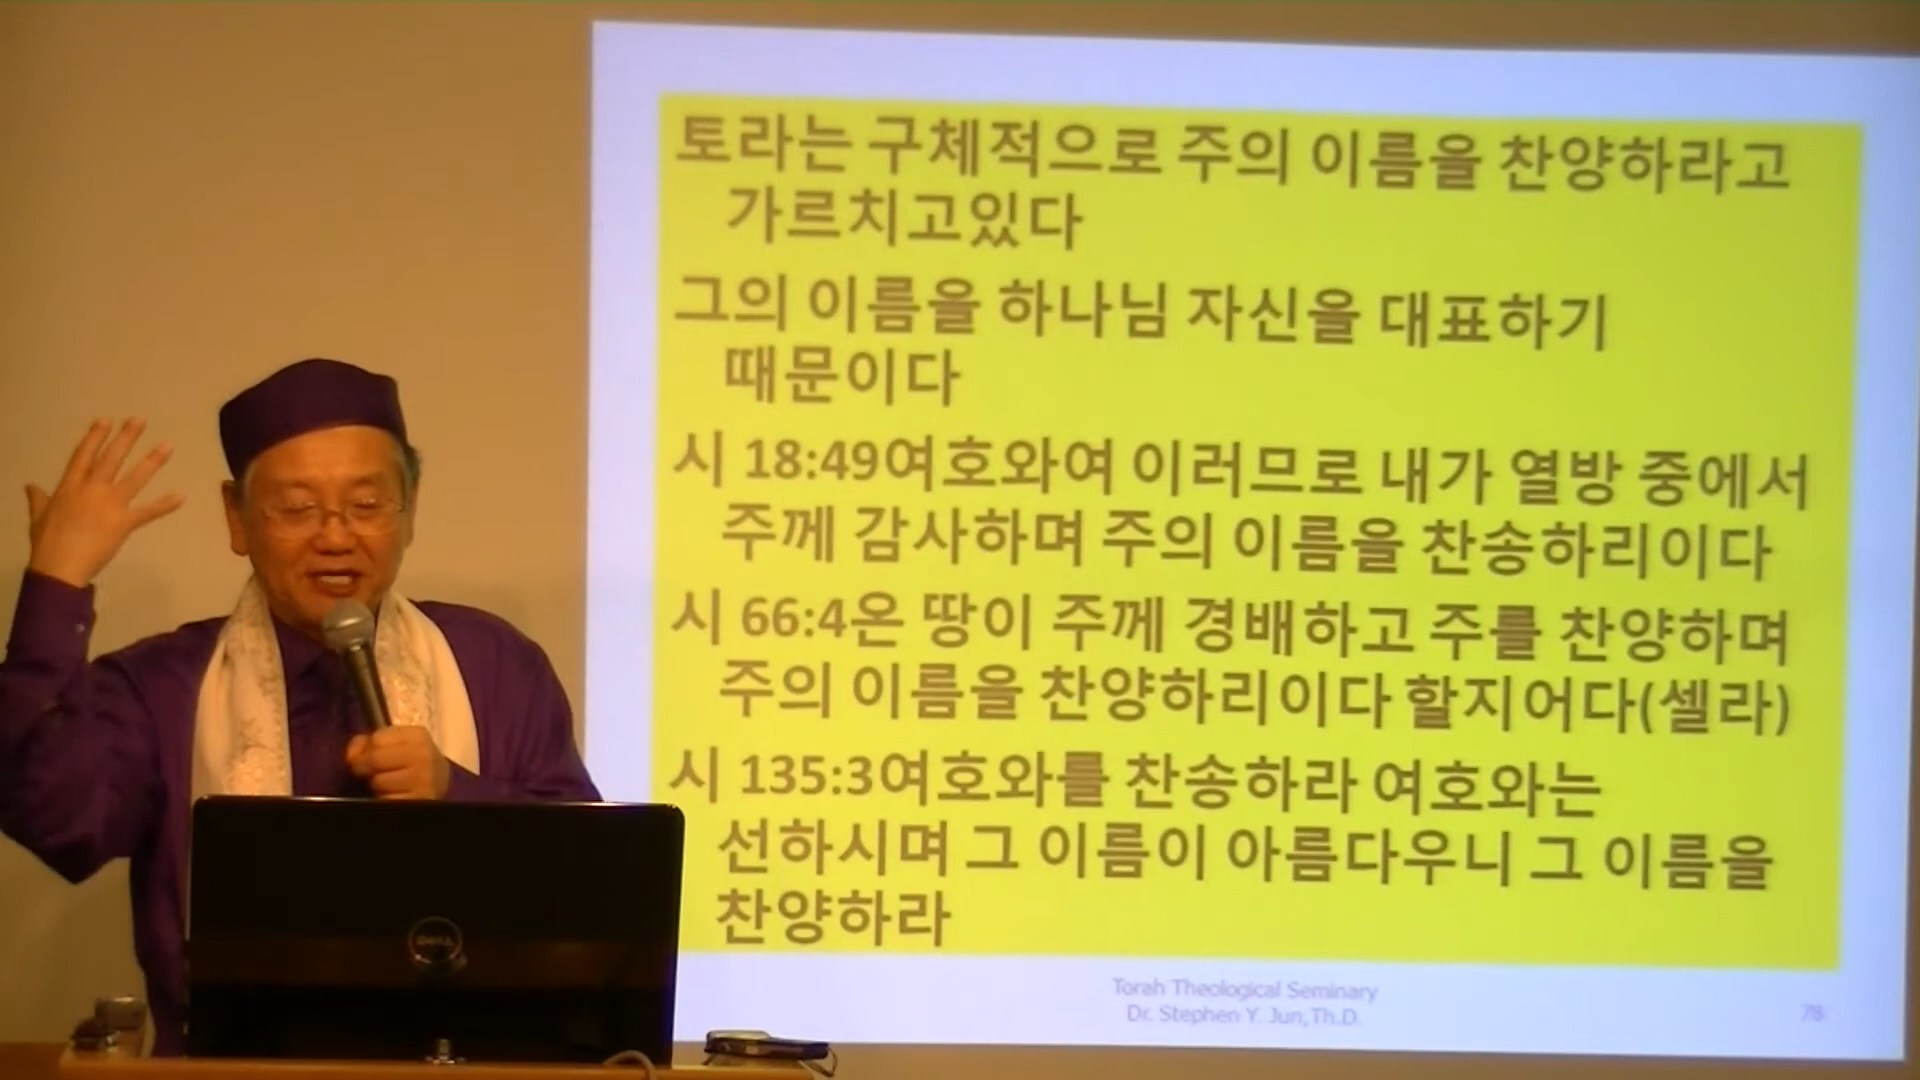 토라는 구체적으로 주의 이름을 찬양하라고
가르치고있다
그의 이름을 하나님 자신을 대표하기
때문이다
시 18:49여호와여 이러므로 내가 열방 중에서
주께 감사하며 주의 이름을 찬송하리이다
시 66:4온 땅이 주께 경배하고 주를 찬양하며
주의 이름을 찬양하리이다 할지어다(셀라)
시 135:3여호와를 찬송하라 여호와는
선하시며 그 이름이 아름다우니 그 이름을
찬양하라
Torah Theological Seminary
Dr. Stephen Y. Jun,Th.D.
DELL